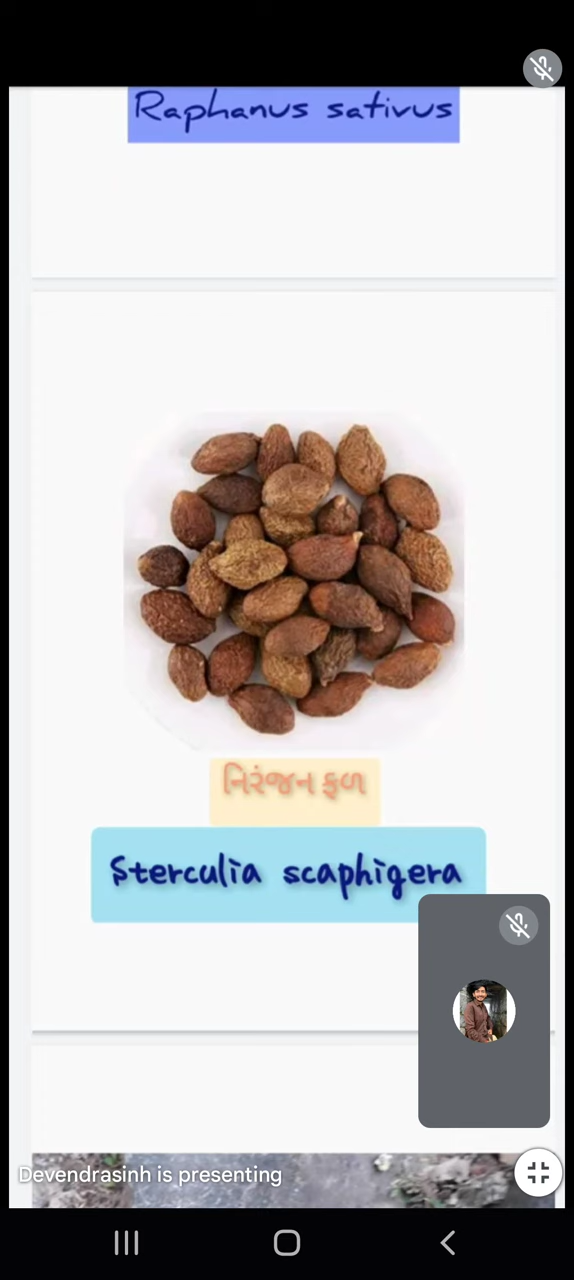 Raphanus sativus
નિરંજન ફળ
Sterculia scaphigera
Devendrasinh is presenting